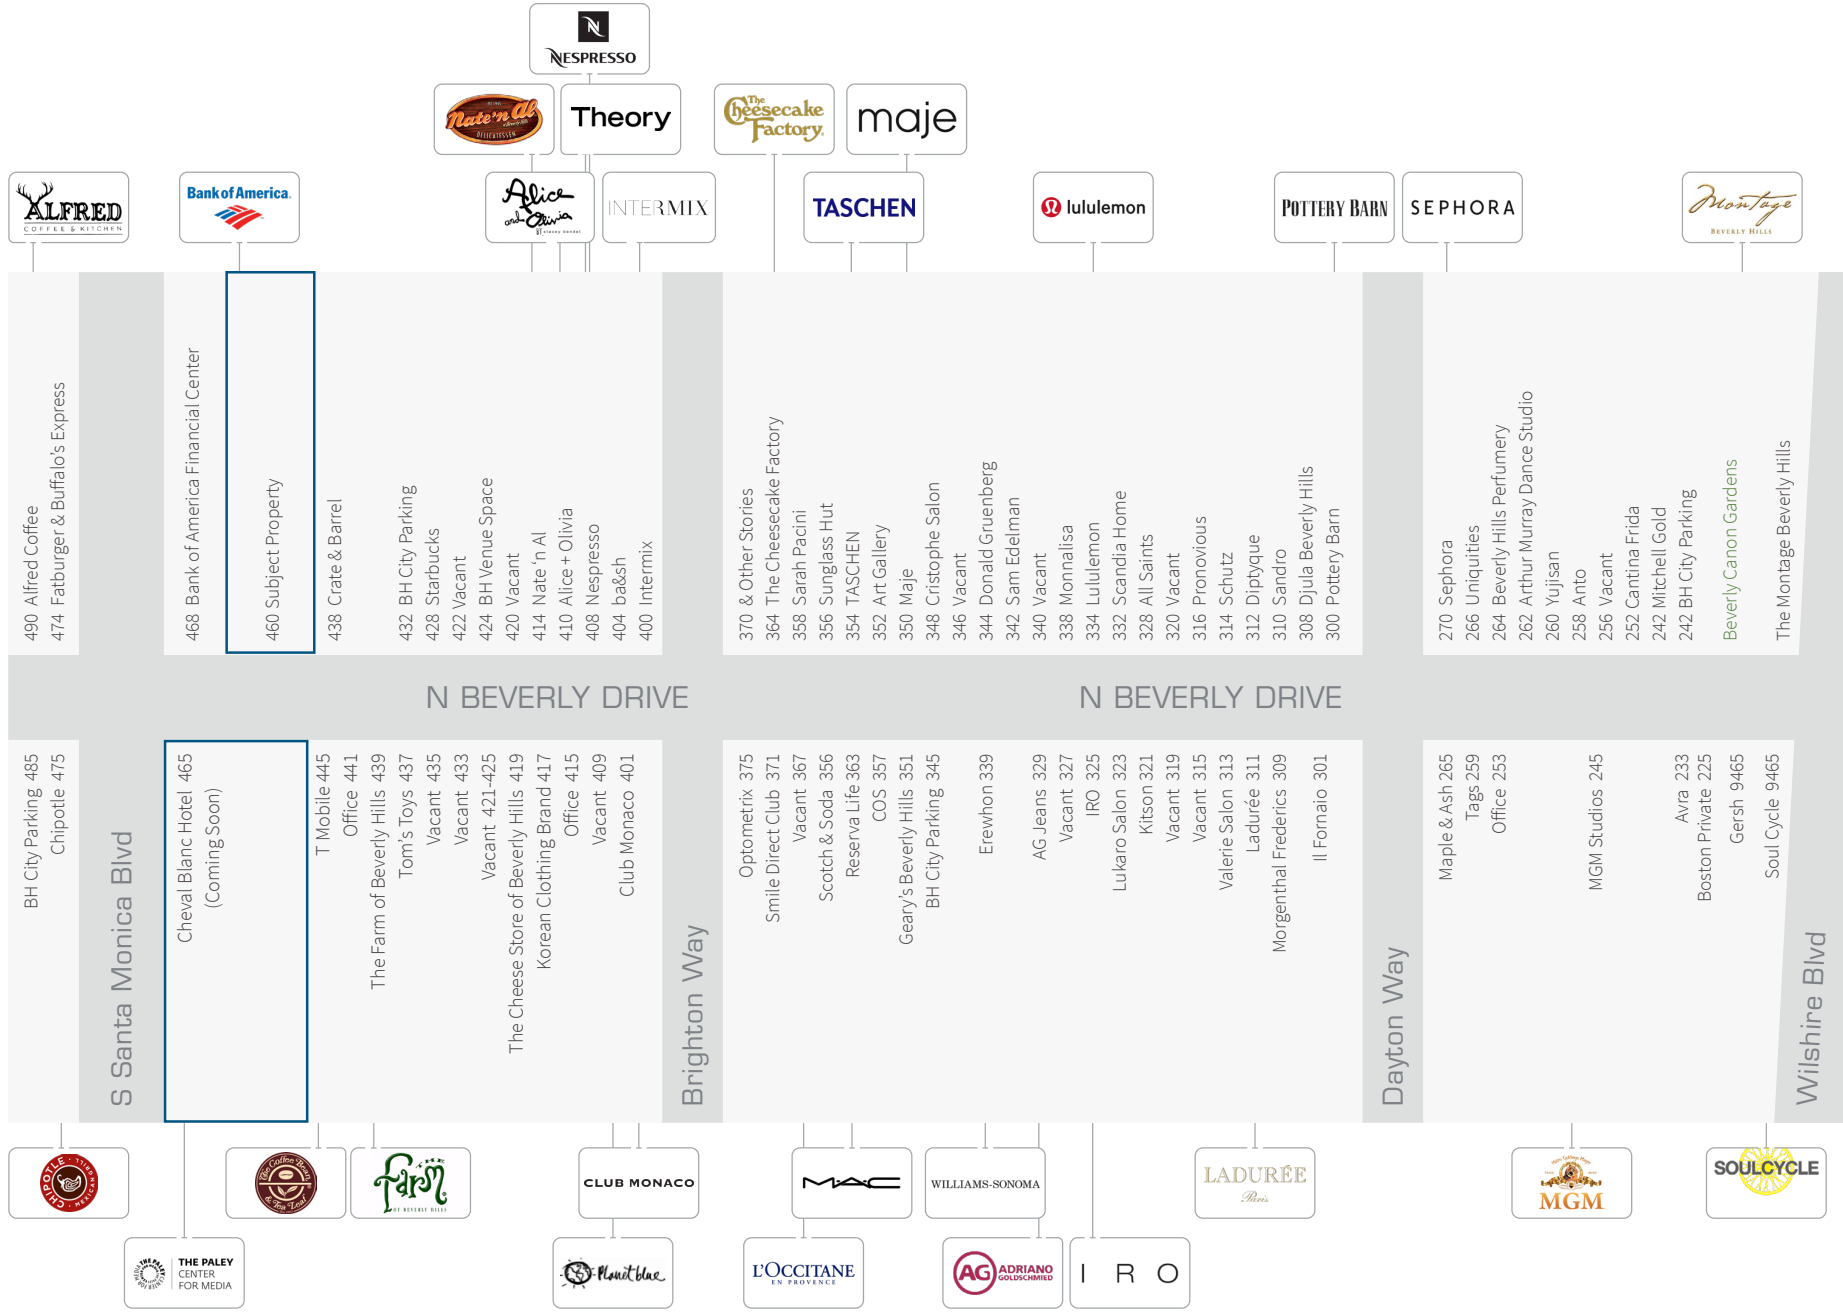 NESPRESSO
Nate 'n Al
DELICATESSEN
Theory
The Cheesecake Factory.
maje
ALFRED
COFFEE & KITCHEN
Bank of America.
Alice and Olivia
BY stacey bendet
INTERMIX
TASCHEN
lululemon
POTTERY BARN
SEPHORA
Montage
BEVERLY HILLS
490 Alfred Coffee
474 Fatburger & Buffalo's Express
468 Bank of America Financial Center
460 Subject Property
438 Crate & Barrel
432 BH City Parking
428 Starbucks
422 Vacant
424 BH Venue Space
420 Vacant
414 Nate 'n Al
410 Alice + Olivia
408 Nespresso
404 ba&sh
400 Intermix
370 & Other Stories
364 The Cheesecake Factory
358 Sarah Pacini
356 Sunglass Hut
354 TASCHEN
352 Art Gallery
350 Maje
348 Cristophe Salon
346 Vacant
344 Donald Gruenberg
342 Sam Edelman
340 Vacant
338 Monnalisa
334 Lululemon
332 Scandia Home
328 All Saints
320 Vacant
316 Pronovious
314 Schutz
312 Diptyque
310 Sandro
308 Djula Beverly Hills
300 Pottery Barn
270 Sephora
266 Uniquities
264 Beverly Hills Perfumery
262 Arthur Murray Dance Studio
260 Yujisan
258 Anto
256 Vacant
252 Cantina Frida
242 Mitchell Gold
242 BH City Parking
Beverly Canon Gardens
The Montage Beverly Hills
N BEVERLY DRIVE
N BEVERLY DRIVE
BH City Parking 485
Chipotle 475
S Santa Monica Blvd
Cheval Blanc Hotel 465
(Coming Soon)
T Mobile 445
Office 441
The Farm of Beverly Hills 439
Tom's Toys 437
Vacant 435
Vacant 433
Vacant 421-425
The Cheese Store of Beverly Hills 419
Korean Clothing Brand 417
Office 415
Vacant 409
Club Monaco 401
Brighton Way
Optometrix 375
Smile Direct Club 371
Vacant 367
Scotch & Soda 356
Reserva Life 363
COS 357
Geary's Beverly Hills 351
BH City Parking 345
Erewhon 339
AG Jeans 329
Vacant 327
IRO 325
Lukaro Salon 323
Kitson 321
Vacant 319
Vacant 315
Valerie Salon 313
Ladurée 311
Morgenthal Frederics 309
Il Fornaio 301
Dayton Way
Maple & Ash 265
Tags 259
Office 253
MGM Studios 245
Avra 233
Boston Private 225
Gersh 9465
Soul Cycle 9465
Wilshire Blvd
CHIPOTLE
MEXICAN GRILL
The Coffee Bean & Tea Leaf
THE farm
OF BEVERLY HILLS
CLUB MONACO
MAC
WILLIAMS-SONOMA
LADURÉE
Paris
MGM
SOULCYCLE
THE PALEY
CENTER
FOR MEDIA
Planet blue
L'OCCITANE
EN PROVENCE
AG ADRIANO
GOLDSCHMIED
IRO